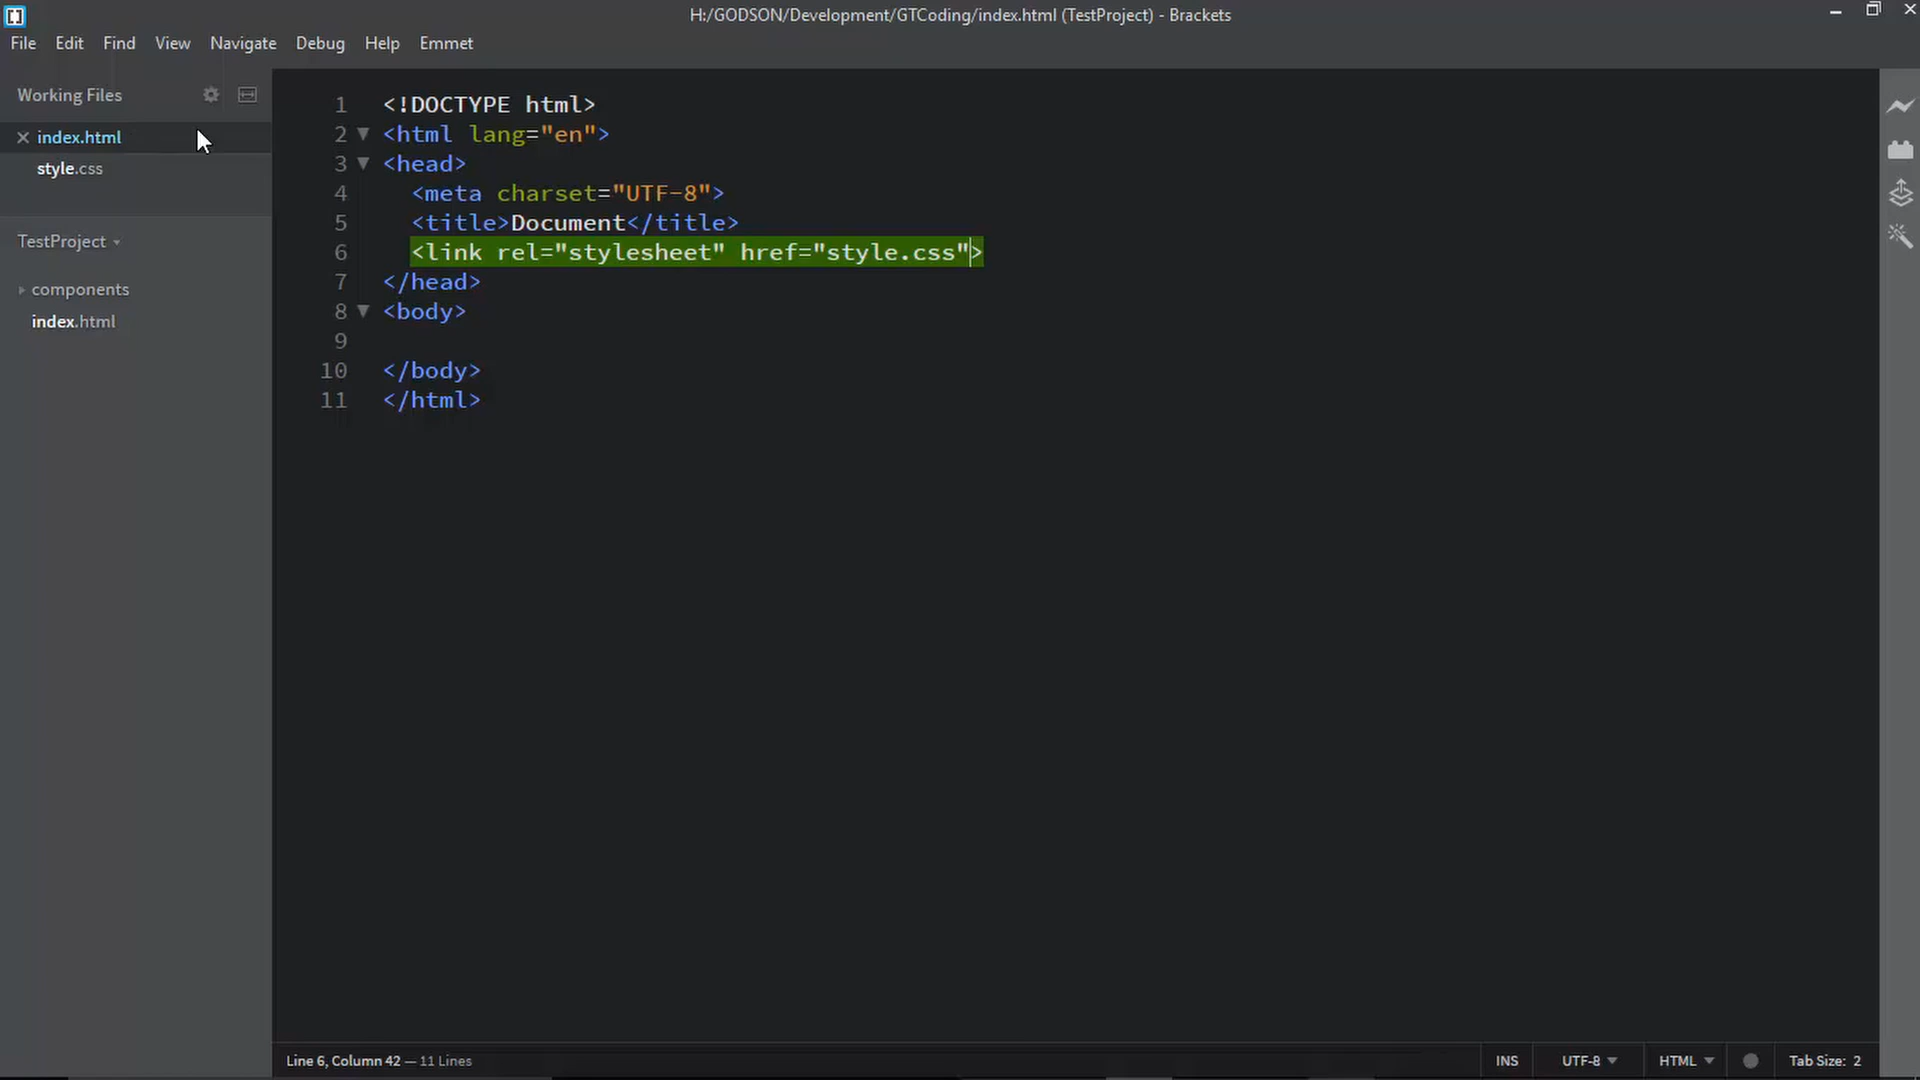 H:/GODSON/Development/GTCoding/index.html (TestProject) - Brackets
File Edit Find View Navigate Debug Help Emmet
Working Files
index.html
style.css
TestProject
components
index.html
1 <!DOCTYPE html>
2 <html lang="en">
3 <head>
4 <meta charset="UTF-8">
5 <title>Document</title>
6 <link rel="stylesheet" href="style.css">
7 </head>
8 <body>
9
10 </body>
11 </html>
Line 6, Column 42 — 11 Lines
INS UTF-8 HTML Tab Size: 2